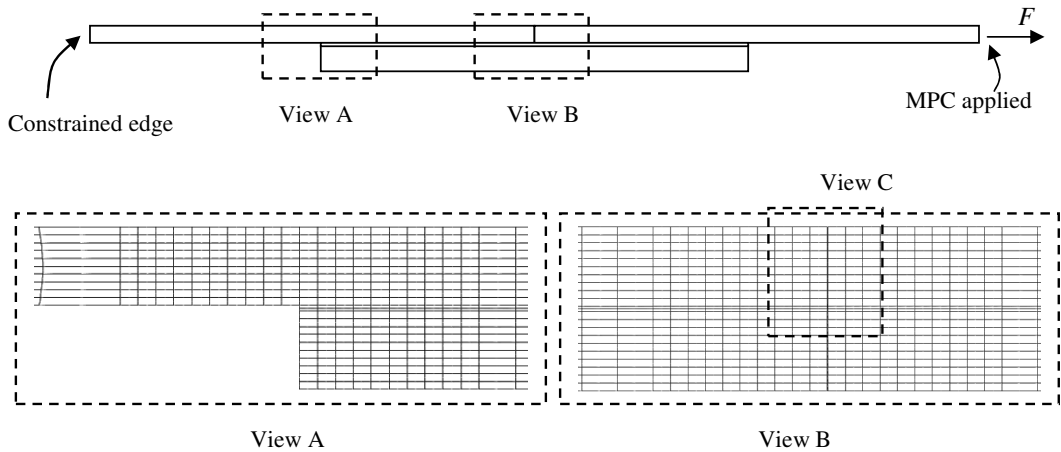 F
View A
View B
Constrained edge
MPC applied
View C
View A
View B